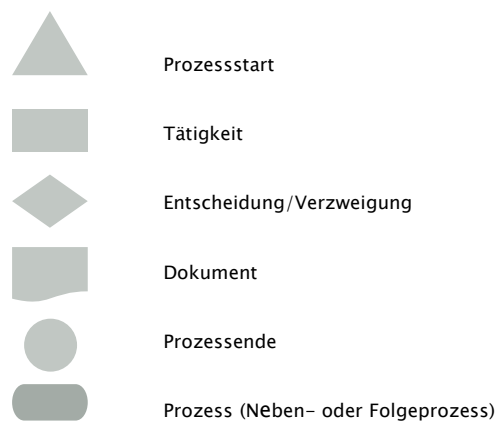 Prozessstart
Tätigkeit
Entscheidung/Verzweigung
Dokument
Prozessende
Prozess (Neben- oder Folgeprozess)